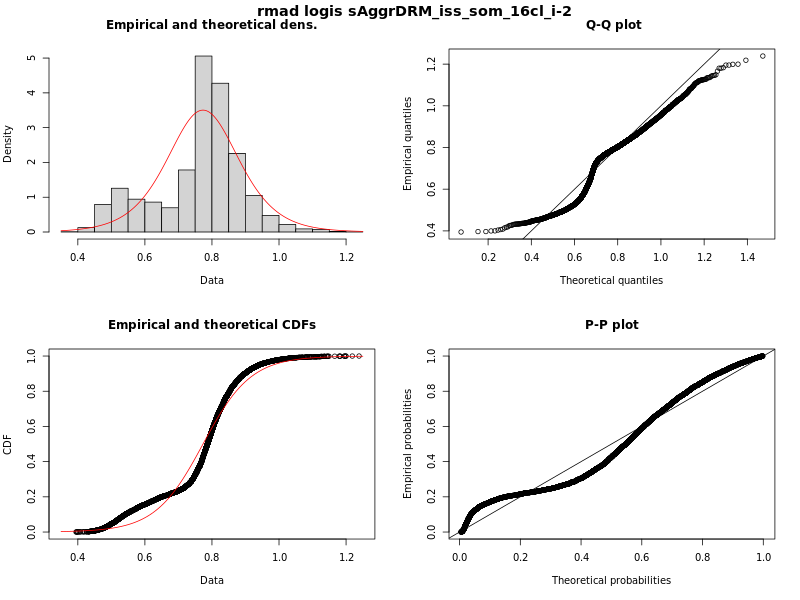 rmad logis sAggrDRM_iss_som_16cl_i-2
Empirical and theoretical dens.
Density
0 1 2 3 4 5
0.4 0.6 0.8 1.0 1.2
Data
Q-Q plot
Empirical quantiles
0.4 0.6 0.8 1.0 1.2
0.2 0.4 0.6 0.8 1.0 1.2 1.4
Theoretical quantiles
Empirical and theoretical CDFs
CDF
0.0 0.2 0.4 0.6 0.8 1.0
0.4 0.6 0.8 1.0 1.2
Data
P-P plot
Empirical probabilities
0.0 0.2 0.4 0.6 0.8 1.0
0.0 0.2 0.4 0.6 0.8 1.0
Theoretical probabilities